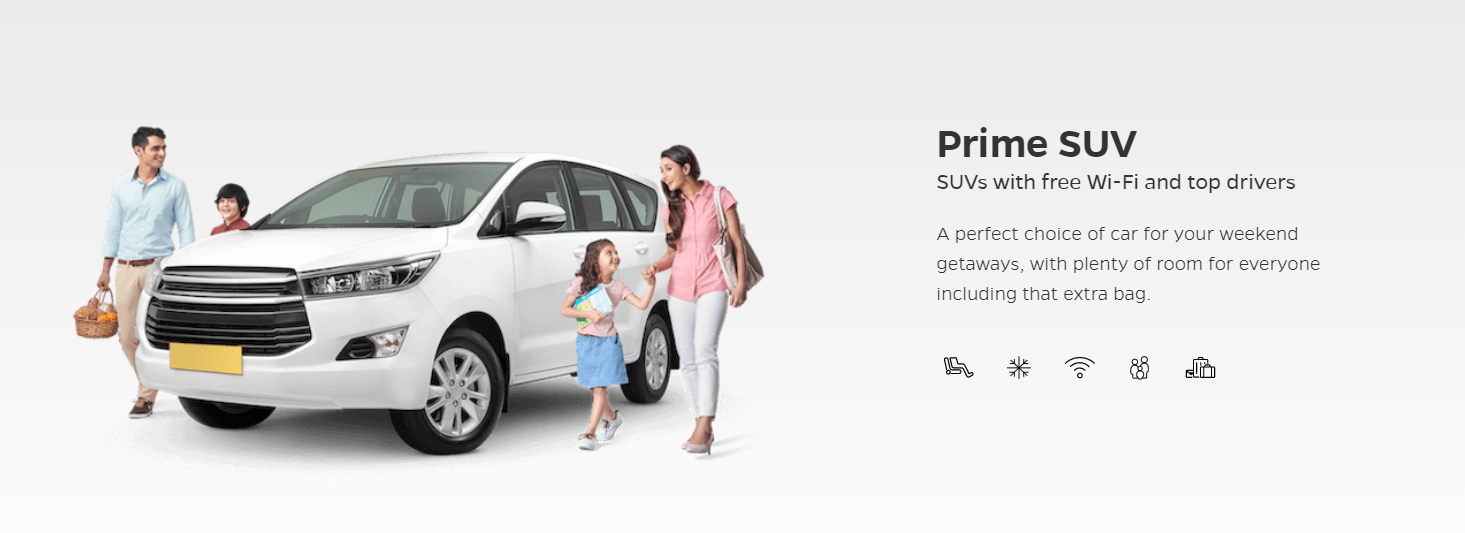 Prime SUV
SUVs with free Wi-Fi and top drivers
A perfect choice of car for your weekend
getaways, with plenty of room for everyone
including that extra bag.